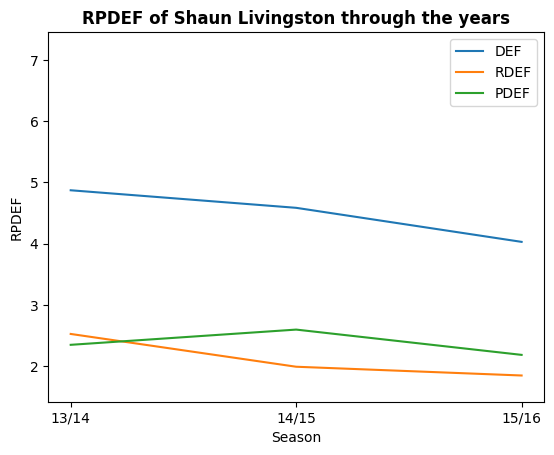 RPDEF of Shaun Livingston through the years
DEF
RDEF
PDEF
7
6
5
4
3
2
RPDEF
13/14
14/15
15/16
Season